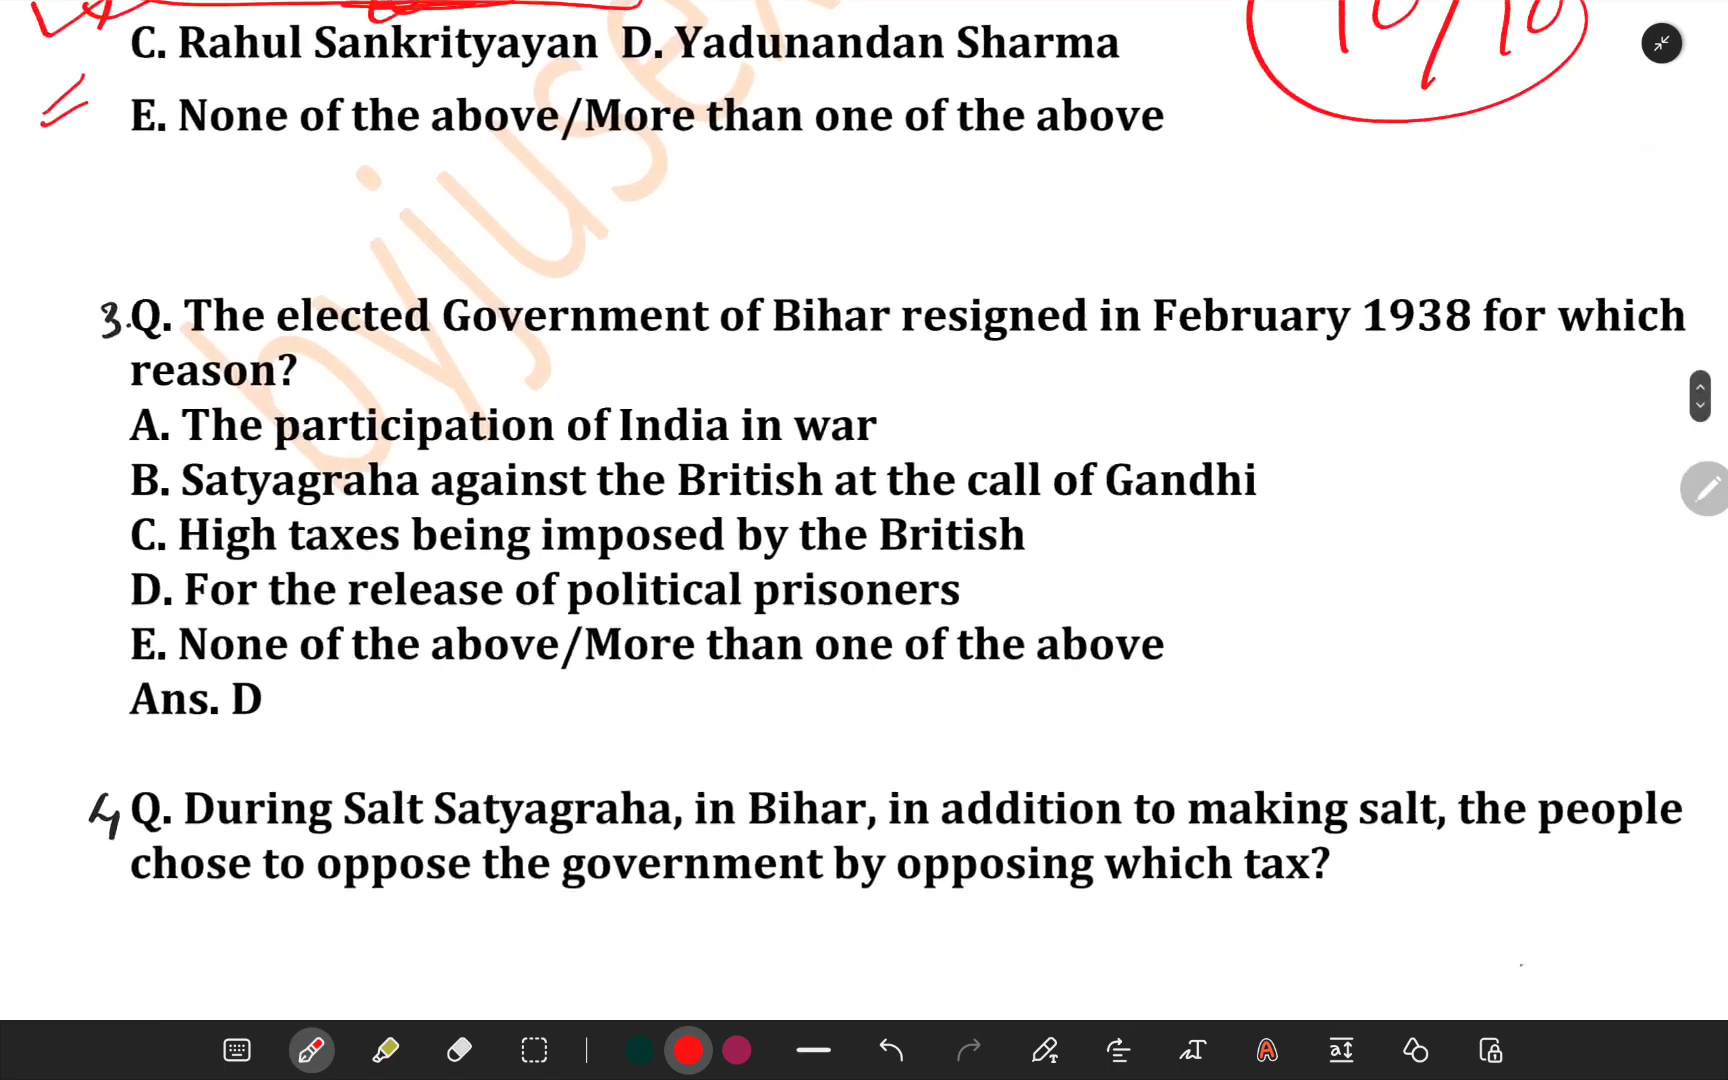 10/10
C. Rahul Sankrityayan D. Yadunandan Sharma
E. None of the above/More than one of the above
byjuse
3. Q. The elected Government of Bihar resigned in February 1938 for which
reason?
A. The participation of India in war
B. Satyagraha against the British at the call of Gandhi
C. High taxes being imposed by the British
D. For the release of political prisoners
E. None of the above/More than one of the above
Ans. D
4 Q. During Salt Satyagraha, in Bihar, in addition to making salt, the people
chose to oppose the government by opposing which tax?